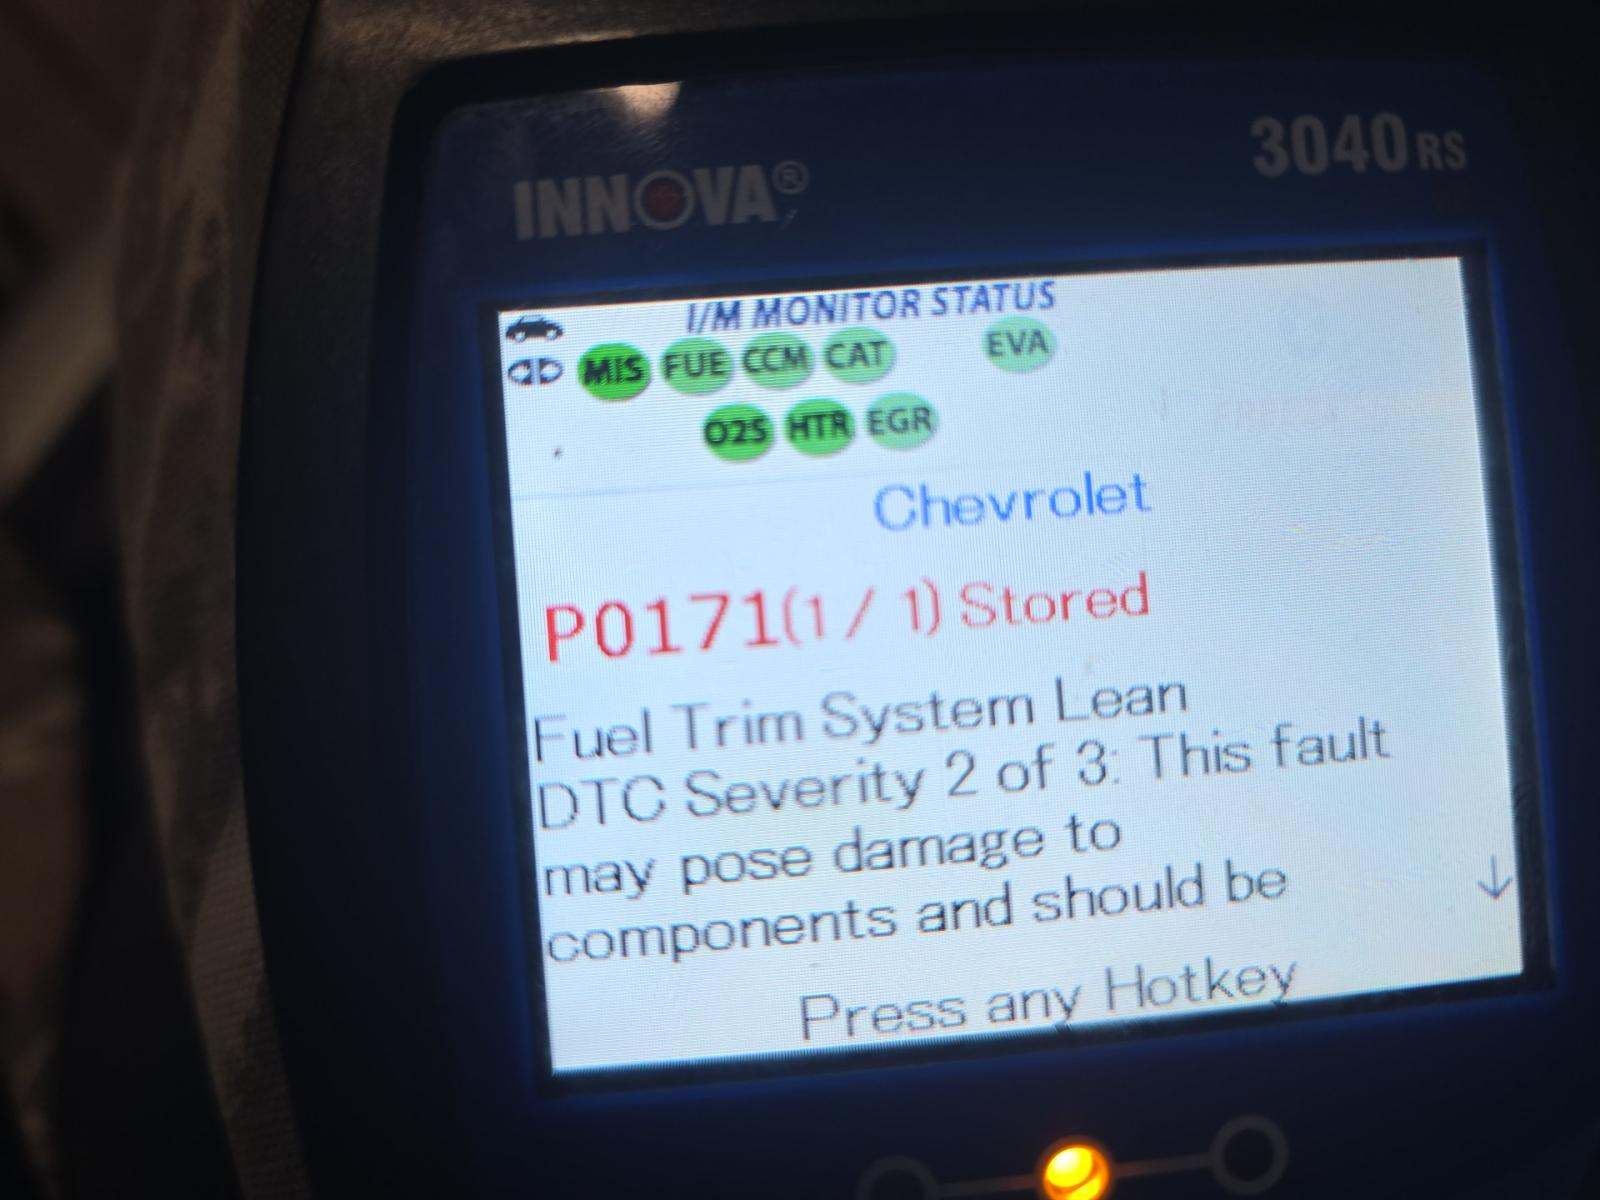 INNOVA®
3040RS
I/M MONITOR STATUS
MIS FUE CCM CAT EVA
O2S HTR EGR
Chevrolet
P0171(1 / 1) Stored
Fuel Trim System Lean
DTC Severity 2 of 3: This fault
may pose damage to
components and should be
Press any Hotkey